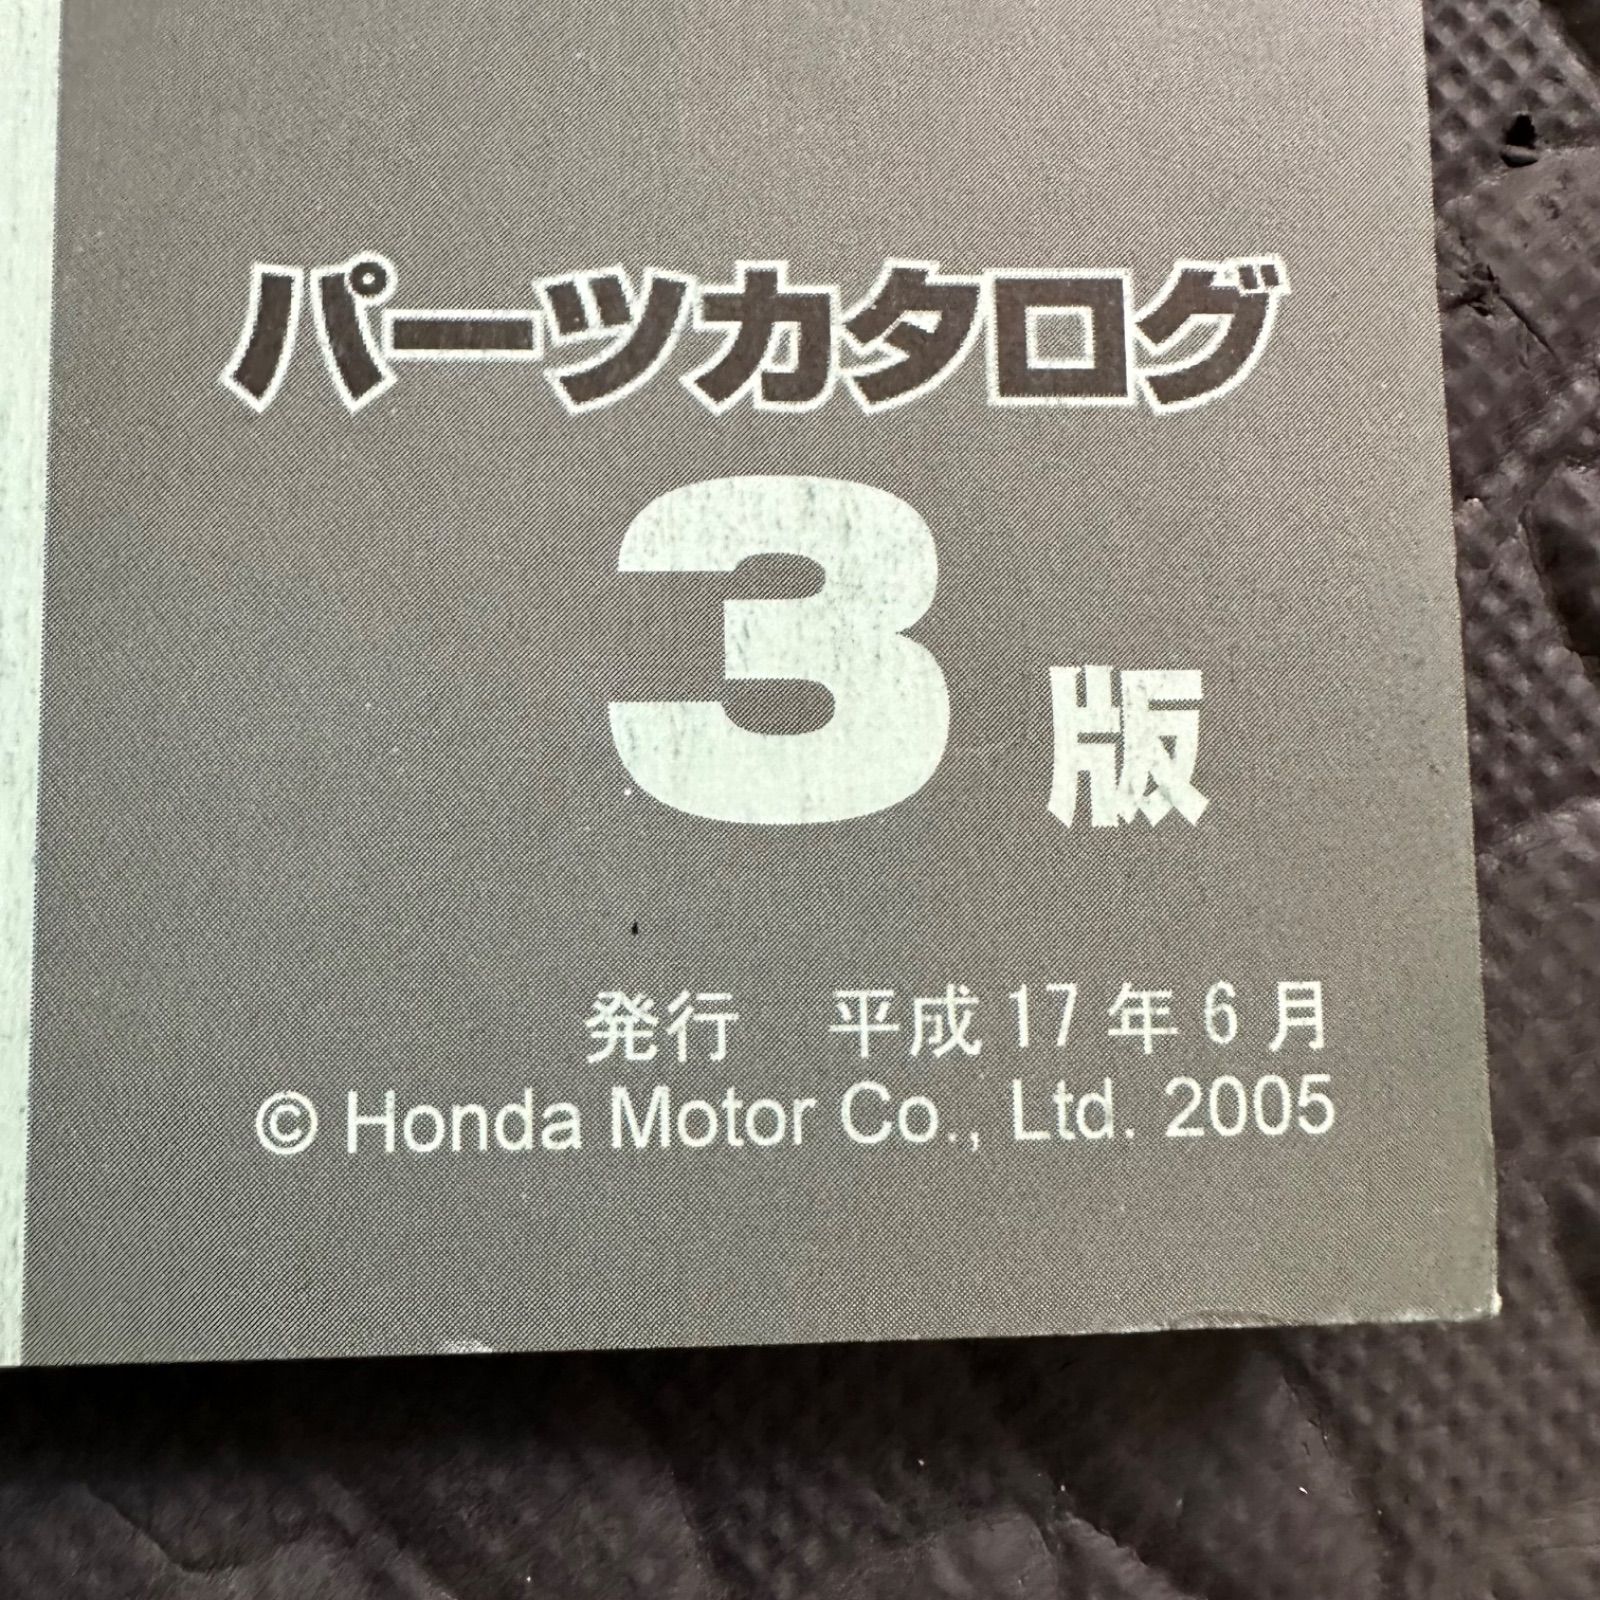 パーツカタログ
3 版
発行 平成 17 年 6 月
© Honda Motor Co., Ltd. 2005